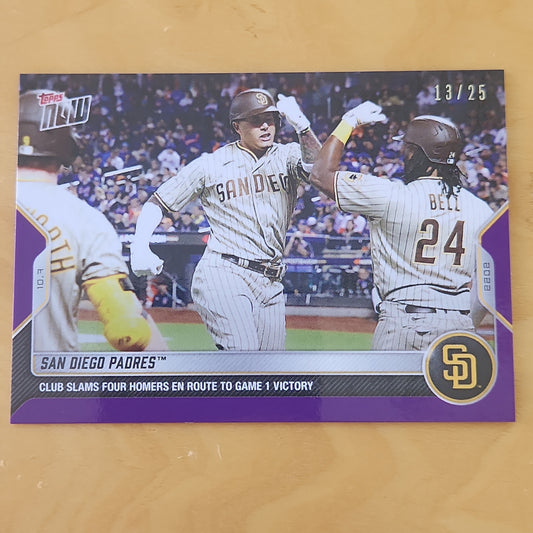 TOPPS
NOW
13/25
SAN DIEGO
BELL
24
ORTH
10.7
2022
SAN DIEGO PADRES™
CLUB SLAMS FOUR HOMERS EN ROUTE TO GAME 1 VICTORY
SD